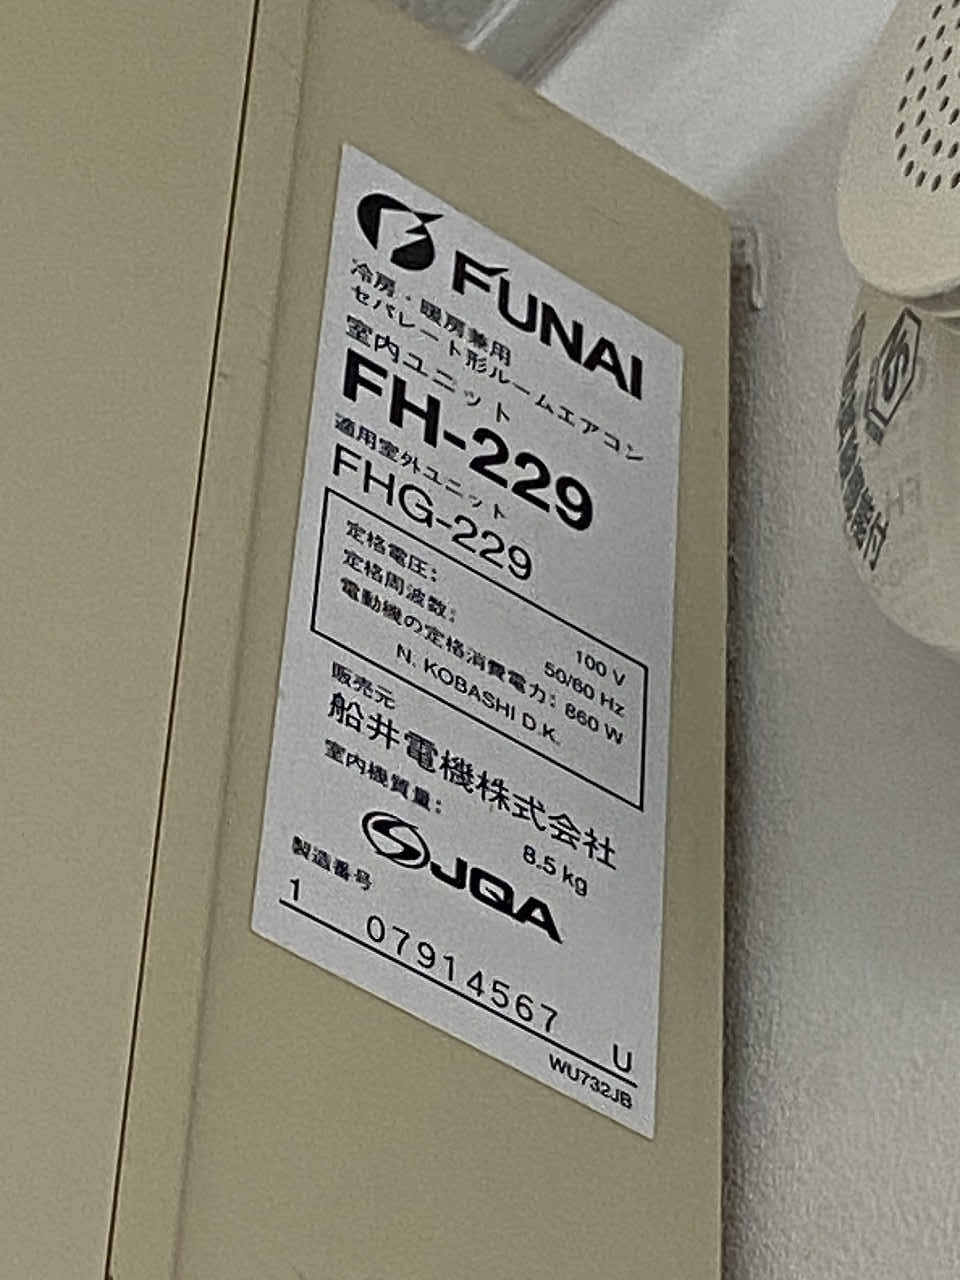 FUNAI
冷房・暖房兼用
セパレート形ルームエアコン
室内ユニット
FH-229
適用室外ユニット
FHG-229
定格電圧: 100 V
定格周波数: 50/60 Hz
電動機の定格消費電力: 860 W
N. KOBASHI D.K.
販売元
船井電機株式会社
室内機質量: 8.5 kg
JQA
製造番号
1 07914567 U
WU732JB